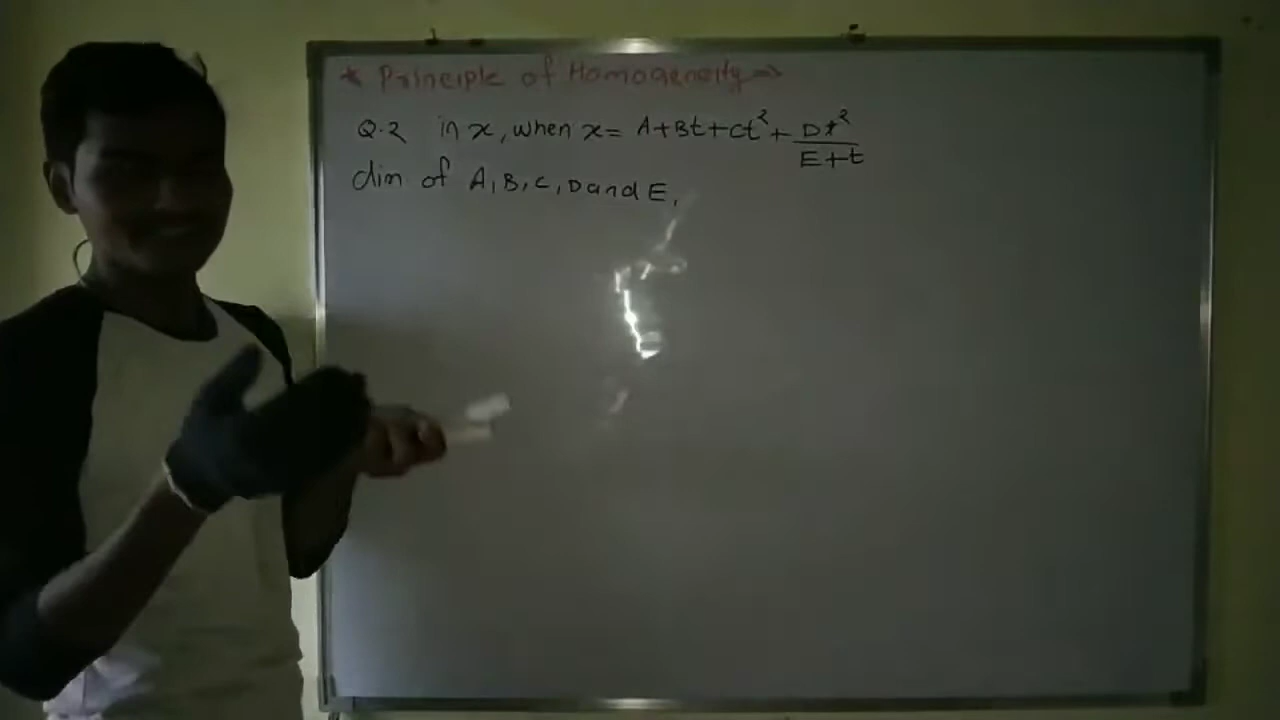 * Principle of Homogeneity ⇒
Q.2 in x, when x = A+Bt+Ct²+ Dt²/E+t
dim of A, B, C, D and E,